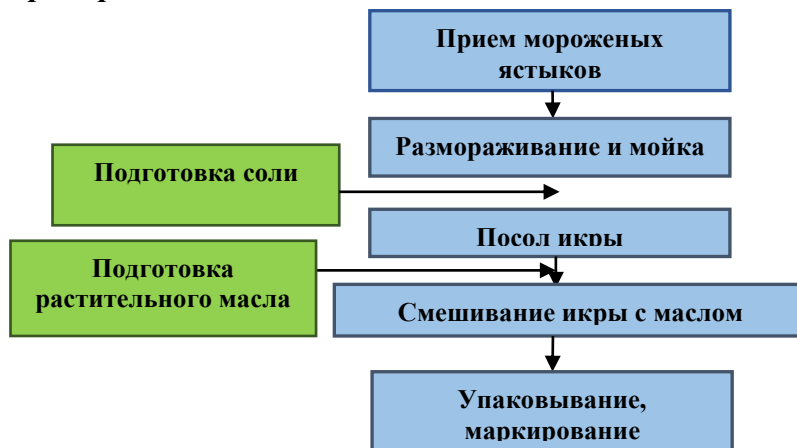 Прием мороженых
ястыков
Размораживание и мойка
Подготовка соли
Посол икры
Подготовка
растительного масла
Смешивание икры с маслом
Упаковывание,
маркирование